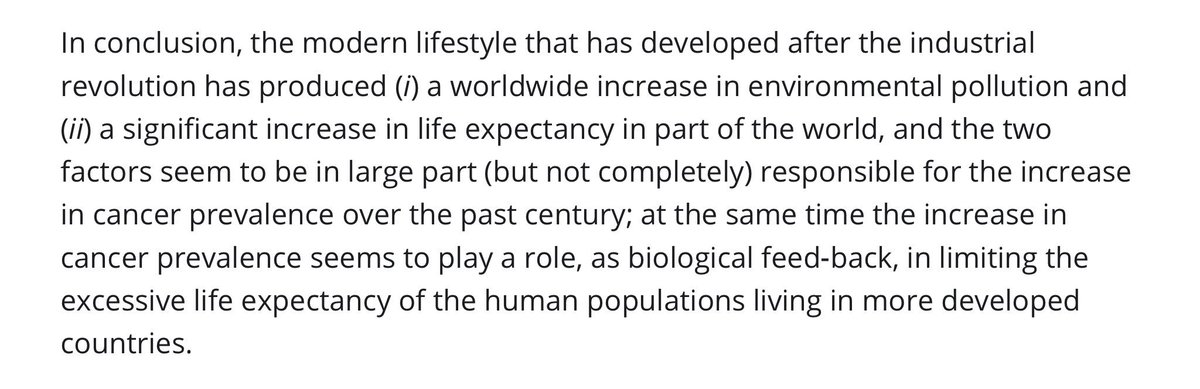 In conclusion, the modern lifestyle that has developed after the industrial
revolution has produced (i) a worldwide increase in environmental pollution and
(ii) a significant increase in life expectancy in part of the world, and the two
factors seem to be in large part (but not completely) responsible for the increase
in cancer prevalence over the past century; at the same time the increase in
cancer prevalence seems to play a role, as biological feed-back, in limiting the
excessive life expectancy of the human populations living in more developed
countries.